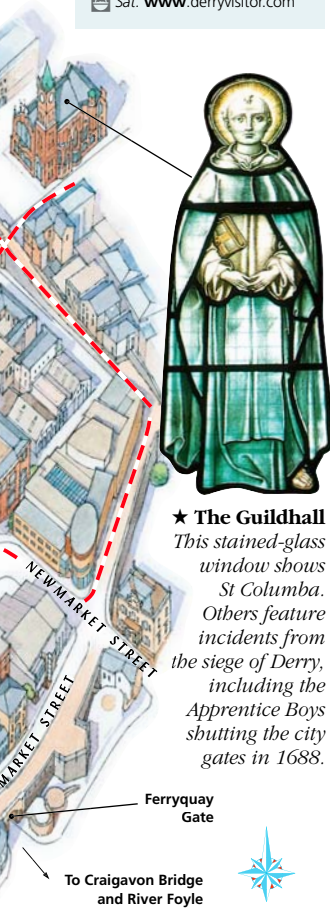 Sat. www.derryvisitor.com
★ The Guildhall
This stained-glass
window shows
St Columba.
Others feature
incidents from
the siege of Derry,
including the
Apprentice Boys
shutting the city
gates in 1688.
NEWMARKET STREET
MARKET STREET
Ferryquay
Gate
To Craigavon Bridge
and River Foyle